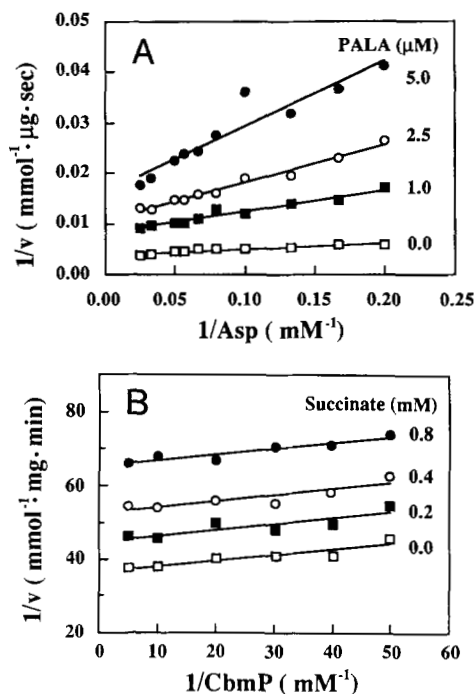 A
PALA (μM)
5.0
2.5
1.0
0.0
0.05
0.04
0.03
0.02
0.01
0.00
1/v ( mmol⁻¹· μg· sec)
0.00 0.05 0.10 0.15 0.20 0.25
1/Asp ( mM⁻¹)
B
Succinate (mM)
0.8
0.4
0.2
0.0
80
60
40
20
1/v ( mmol⁻¹· mg· min)
0 10 20 30 40 50 60
1/CbmP ( mM⁻¹)